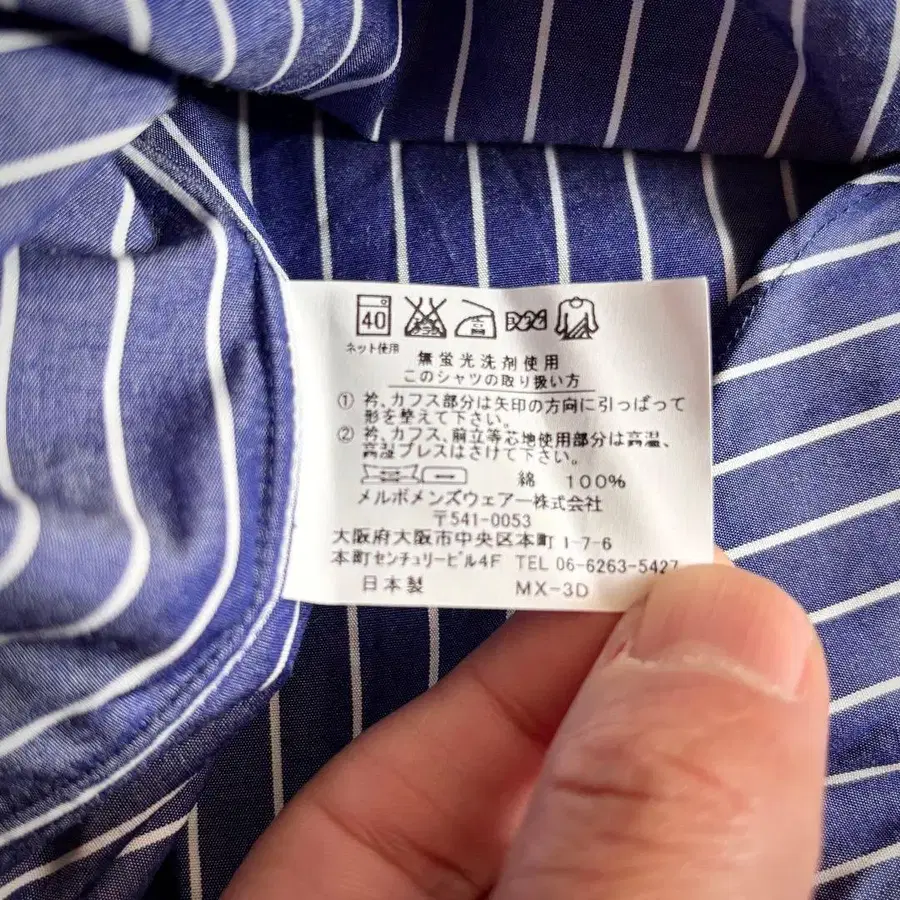 40
ネット使用
無蛍光洗剤使用
このシャツの取り扱い方
① 衿、カフス部分は矢印の方向に引っぱって
形を整えて下さい。
② 衿、カフス、前立等芯地使用部分は高温、
高湿プレスはさけて下さい。
綿 100%
メルボメンズウェアー株式会社
〒541-0053
大阪府大阪市中央区本町 1-7-6
本町センチュリービル4F TEL 06-6263-5427
日本製 MX-3D